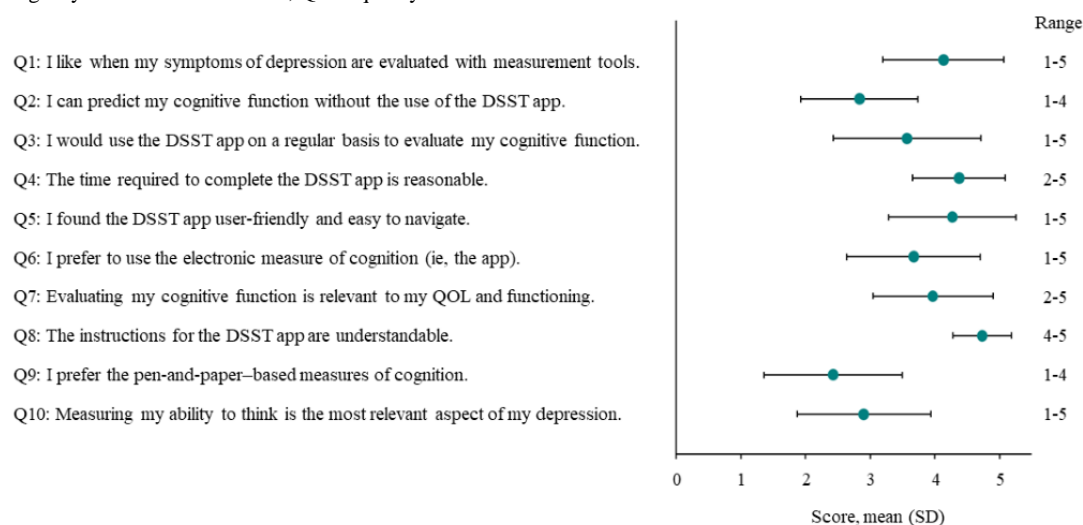 Range
Q1: I like when my symptoms of depression are evaluated with measurement tools. 1-5
Q2: I can predict my cognitive function without the use of the DSST app. 1-4
Q3: I would use the DSST app on a regular basis to evaluate my cognitive function. 1-5
Q4: The time required to complete the DSST app is reasonable. 2-5
Q5: I found the DSST app user-friendly and easy to navigate. 1-5
Q6: I prefer to use the electronic measure of cognition (ie, the app). 1-5
Q7: Evaluating my cognitive function is relevant to my QOL and functioning. 2-5
Q8: The instructions for the DSST app are understandable. 4-5
Q9: I prefer the pen-and-paper–based measures of cognition. 1-4
Q10: Measuring my ability to think is the most relevant aspect of my depression. 1-5
0 1 2 3 4 5
Score, mean (SD)